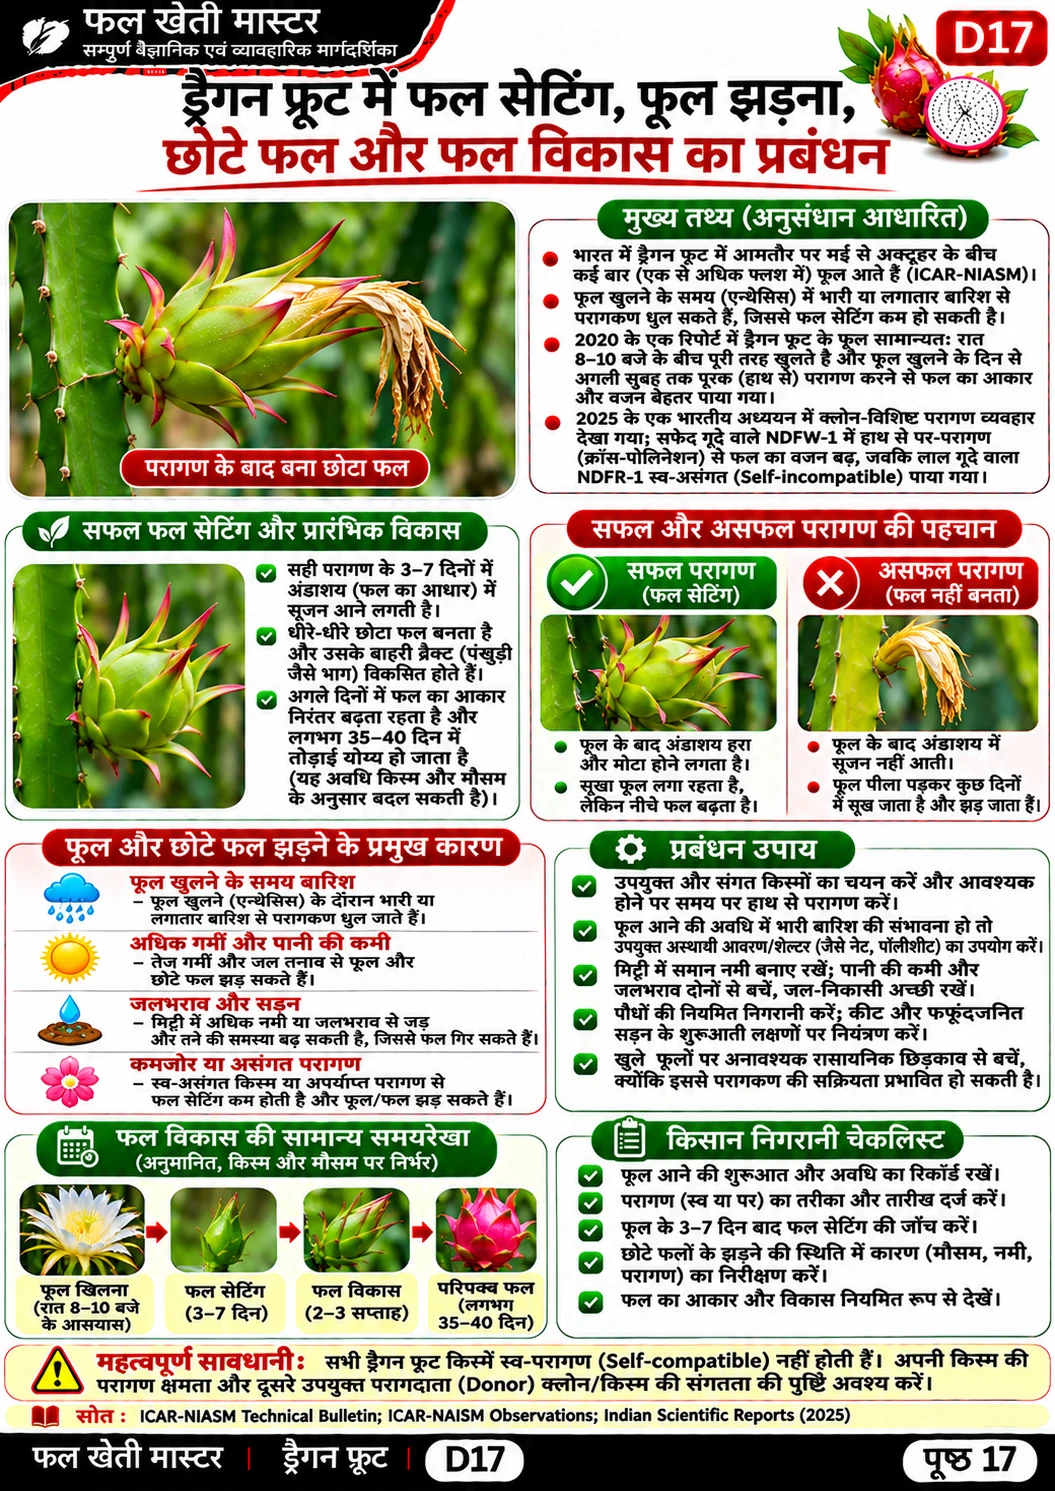 फल खेती मास्टर
सम्पुर्ण वैज्ञानिक एवं व्यावहारिक मार्गदर्शिका
D17
ड्रैगन फ्रूट में फल सेटिंग, फूल झड़ना,
छोटे फल और फल विकास का प्रबंधन
परागण के बाद बना छोटा फल
मुख्य तथ्य (अनुसंधान आधारित)
भारत में ड्रैगन फ्रूट में आमतौर पर मई से अक्टूहर के बीच
कई बार (एक से अधिक फ्लश में) फूल आते हैं (ICAR-NIASM)।
फूल खुलने के समय (एन्थेसिस) में भारी या लगातार बारिश से
परागकण धुल सकते हैं, जिससे फल सेटिंग कम हो सकती है।
2020 के एक रिपोर्ट में ड्रैगन फ्रूट के फूल सामान्यतः रात
8–10 बजे के बीच पूरी तरह खुलते है और फूल खुलने के दिन से
अगली सुबह तक पूरक (हाथ से) परागण करने से फल का आकार
और वजन बेहतर पाया गया।
2025 के एक भारतीय अध्ययन में क्लोन-विशिष्ट परागण व्यवहार
देखा गया; सफेद गूदे वाले NDFW-1 में हाथ से पर-परागण
(क्रॉस-पोलिनेशन) से फल का वजन बढ़, जवकि लाल गूदे वाला
NDFR-1 स्व-असंगत (Self-incompatible) पाया गया।
सफल फल सेटिंग और प्रारंभिक विकास
सही परागण के 3–7 दिनों में
अंडाशय (फल का आधार) में
सूजन आने लगती है।
धीरे-धीरे छोटा फल बनता है
और उसके बाहरी ब्रैक्ट (पंखुड़ी
जैसे भाग) विकसित होते हैं।
अगले दिनों में फल का आकार
निरंतर बढ़ता रहता है और
लगभग 35–40 दिन में
तोड़ाई योय्य हो जाता है
(यह अवधि किस्म और मौसम
के अनुसार बदल सकती है)।
सफल और असफल परागण की पहचान
सफल परागण
(फल सेटिंग)
असफल परागण
(फल नहीं बनता)
फूल के बाद अंडाशय हरा
और मोटा होने लगता है।
सूखा फूल लगा रहता है,
लेकिन नीचे फल बढ़ता है।
फूल के बाद अंडाशय में
सूजन नहीं आती।
फूल पीला पड़कर कुछ दिनों
में सूख जाता है और झड़ जाता हैं।
फूल और छोटे फल झड़ने के प्रमुख कारण
फूल खुलने के समय बारिश
– फूल खुलने (एन्थेसिस) के दौरान भारी या
लगातार बारिश से परागकण धुल जाते हैं।
अधिक गर्मी और पानी की कमी
– तेज गर्मी और जल तनाव से फूल और
छोटे फल झड़ सकते हैं।
जलभराव और सड़न
– मिट्टी में अधिक नमी या जलभराव से जड़
और तने की समस्या बढ़ सकती है, जिससे फल गिर सकते हैं।
कमजोर या असंगत परागण
– स्व-असंगत किस्म या अपर्याप्त परागण से
फल सेटिंग कम होती है और फूल/फल झड़ सकते हैं।
प्रबंधन उपाय
उपयुक्त और संगत किस्मों का चयन करें और आवश्यक
होने पर समय पर हाथ से परागण करें।
फूल आने की अवधि में भारी बारिश की संभावना हो तो
उपयुक्त अस्थायी आवरण/शेल्टर (जैसे नेट, पॉलीशीट) का उपयोग करें।
मिट्टी में समान नमी बनाए रखें; पानी की कमी और
जलभराव दोनों से बचें, जल-निकासी अच्छी रखें।
पौधों की नियमित निगरानी करें; कीट और फफूंदजनित
सड़न के शुरूआती लक्षणों पर नियंत्रण करें।
खुले फूलों पर अनावश्यक रासायनिक छिड़काव से बचें,
क्योंकि इससे परागकण की सक्रियता प्रभावित हो सकती है।
फल विकास की सामान्य समयरेखा
(अनुमानित, किस्म और मौसम पर निर्भर)
फूल खिलना
(रात 8–10 बजे
के आसयास)
फल सेटिंग
(3–7 दिन)
फल विकास
(2–3 सप्ताह)
परिपक्व फल
(लगभग
35–40 दिन)
किसान निगरानी चेकलिस्ट
फूल आने की शुरूआत और अवधि का रिकॉर्ड रखें।
परागण (स्व या पर) का तरीका और तारीख दर्ज करें।
फूल के 3–7 दिन बाद फल सेटिंग की जाँच करें।
छोटे फलों के झड़ने की स्थिति में कारण (मौसम, नमी,
परागण) का निरीक्षण करें।
फल का आकार और विकास नियमित रूप से देखें।
महत्वपूर्ण सावधानी: सभी ड्रैगन फ्रूट किस्में स्व-परागण (Self-compatible) नहीं होती हैं। अपनी किस्म की
परागण क्षमता और दूसरे उपयुक्त परागदाता (Donor) क्लोन/किस्म की संगतता की पुष्टि अवश्य करें।
सोत : ICAR-NIASM Technical Bulletin; ICAR-NAISM Observations; Indian Scientific Reports (2025)
फल खेती मास्टर | ड्रैगन फ्रूट | D17
पृष्ठ 17